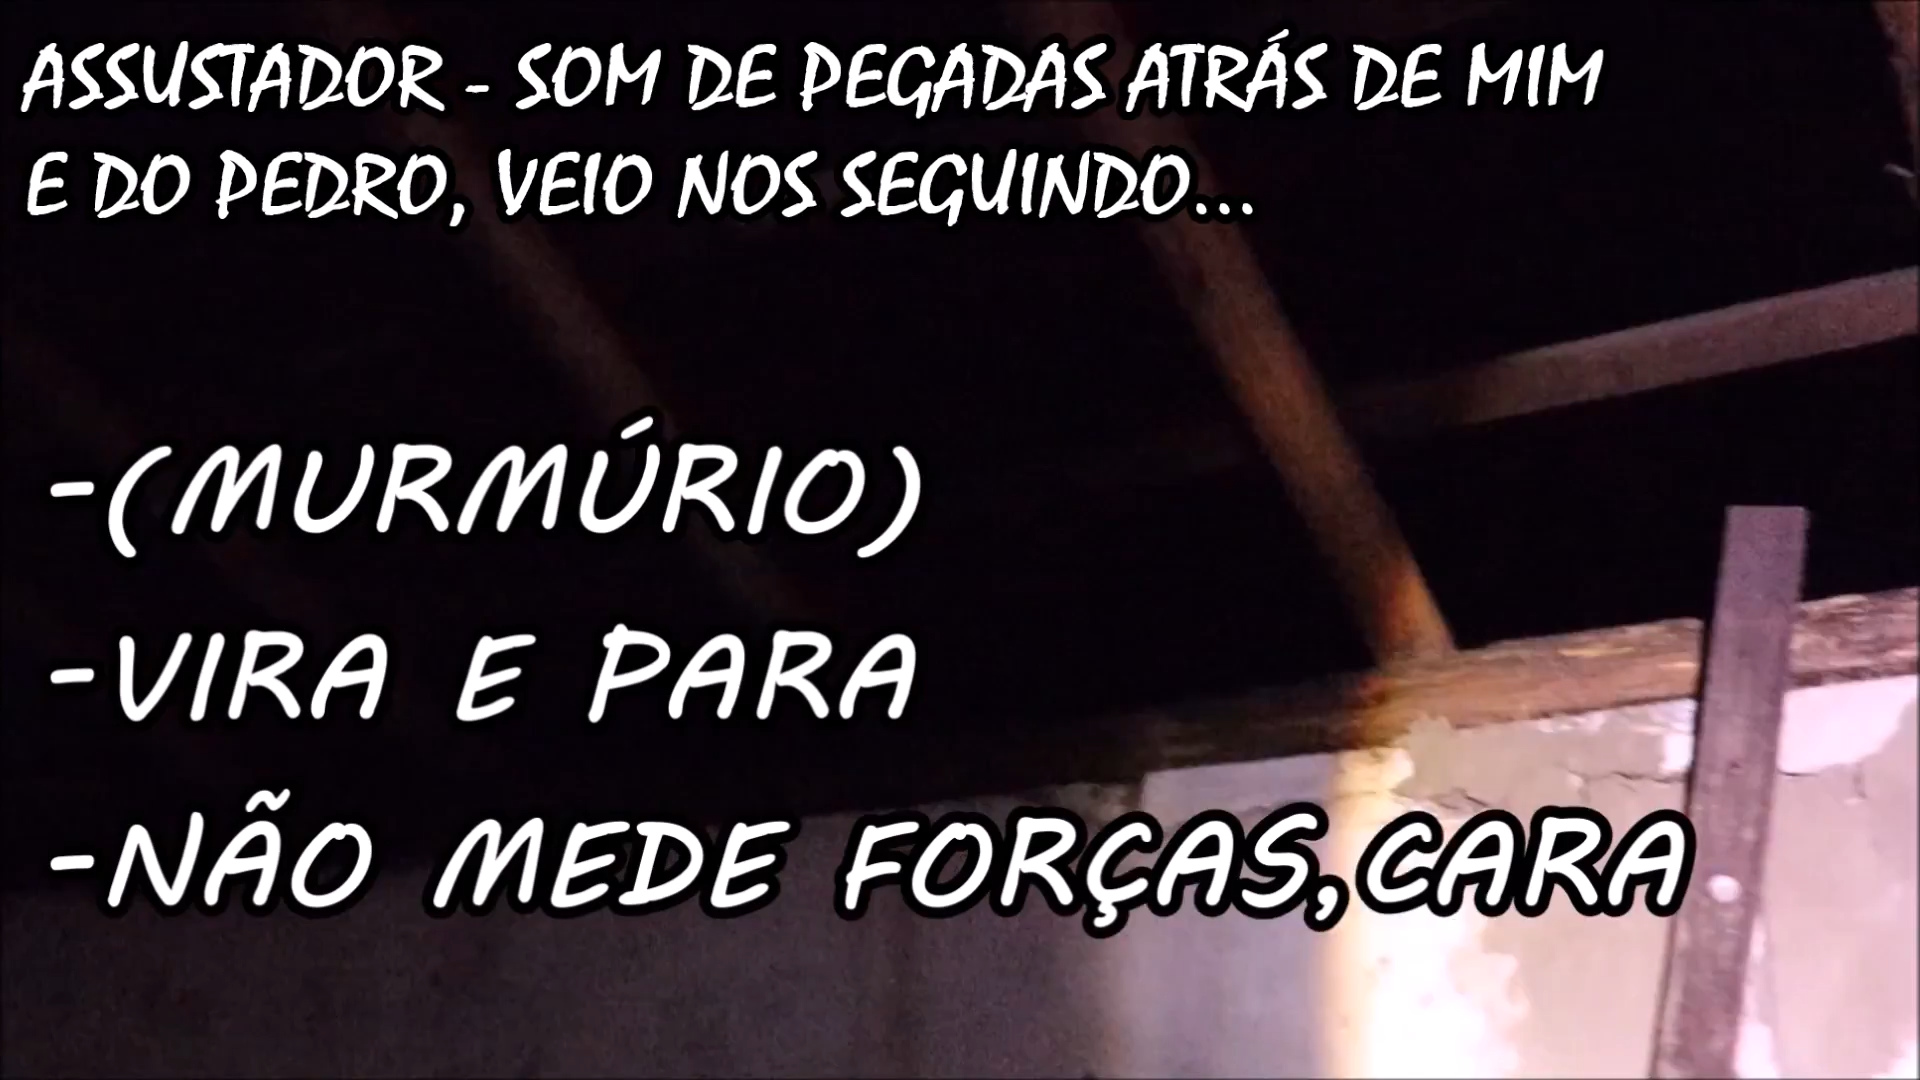 ASSUSTADOR - SOM DE PEGADAS ATRÁS DE MIM
E DO PEDRO, VEIO NOS SEGUINDO...
-(MURMÚRIO)
-VIRA E PARA
-NÃO MEDE FORÇAS,CARA